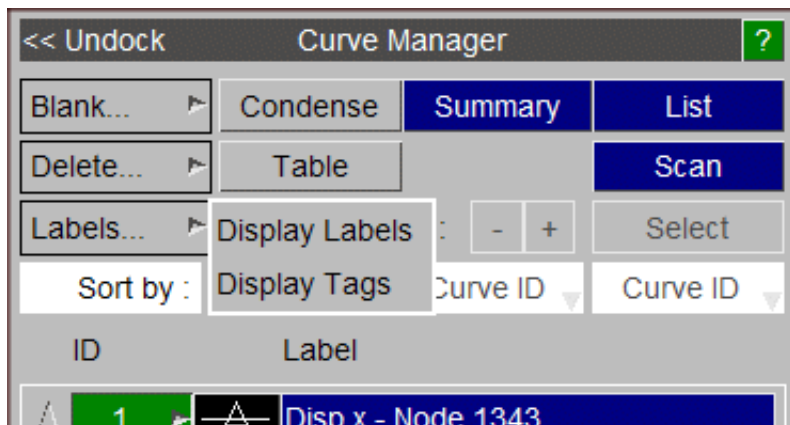 << Undock Curve Manager ?
Blank... Condense Summary List
Delete... Table Scan
Labels... Display Labels : - + Select
Sort by : Display Tags Curve ID Curve ID
ID Label
1 Disp x - Node 1343